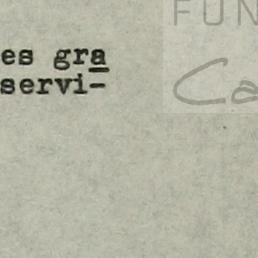 es gra
servi-
FUN
Ca